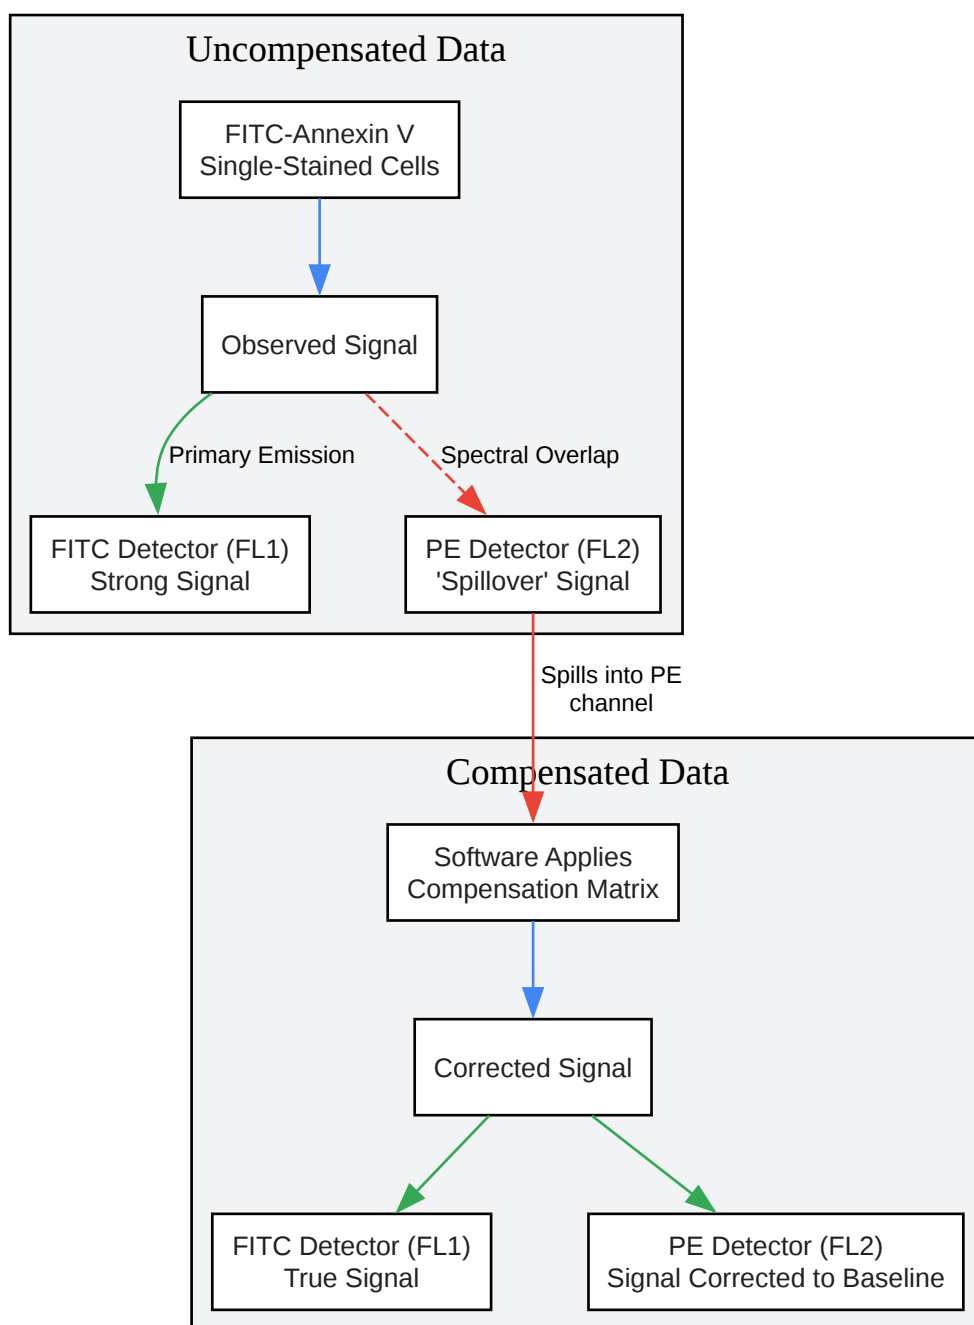 Uncompensated Data
FITC-Annexin V
Single-Stained Cells
Observed Signal
Primary Emission
Spectral Overlap
FITC Detector (FL1)
Strong Signal
PE Detector (FL2)
'Spillover' Signal
Spills into PE
channel
Compensated Data
Software Applies
Compensation Matrix
Corrected Signal
FITC Detector (FL1)
True Signal
PE Detector (FL2)
Signal Corrected to Baseline